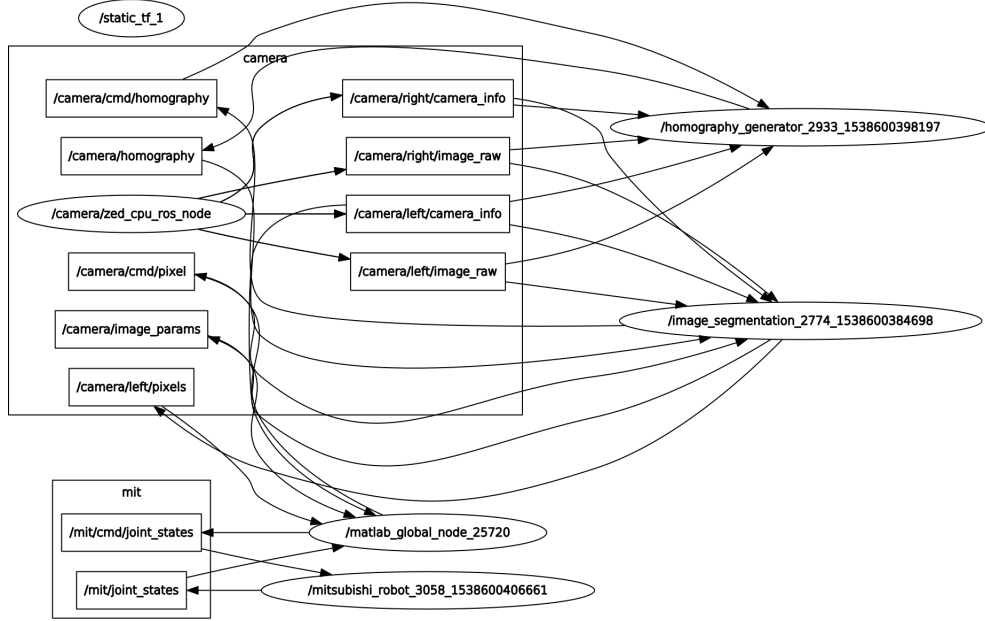 /static_tf_1
camera
/camera/cmd/homography
/camera/right/camera_info
/homography_generator_2933_1538600398197
/camera/homography
/camera/right/image_raw
/camera/zed_cpu_ros_node
/camera/left/camera_info
/camera/cmd/pixel
/camera/left/image_raw
/camera/image_params
/image_segmentation_2774_1538600384698
/camera/left/pixels
mit
/mit/cmd/joint_states
/matlab_global_node_25720
/mit/joint_states
/mitsubishi_robot_3058_1538600406661